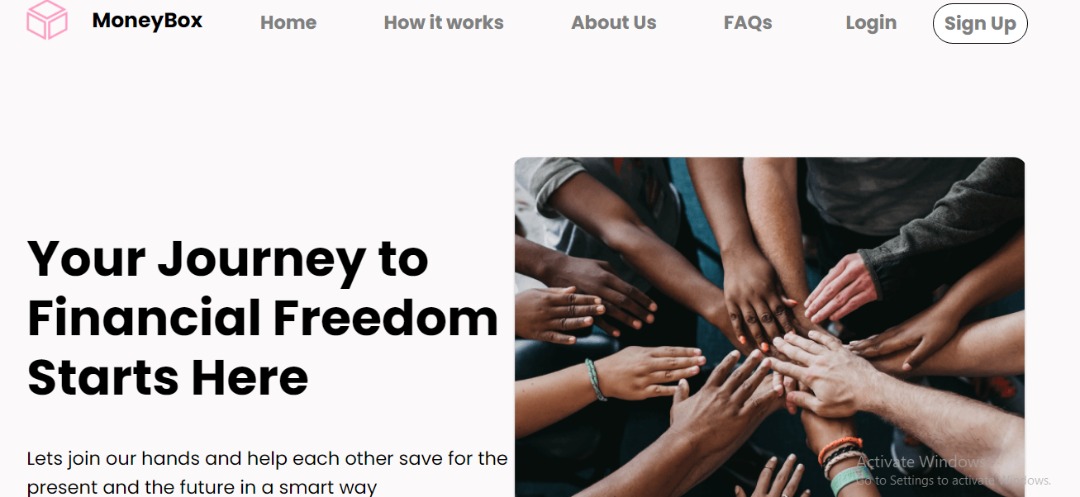 MoneyBox Home How it works About Us FAQs Login Sign Up
Your Journey to
Financial Freedom
Starts Here
Lets join our hands and help each other save for the
present and the future in a smart way
Activate Windows
Go to Settings to activate Windows.